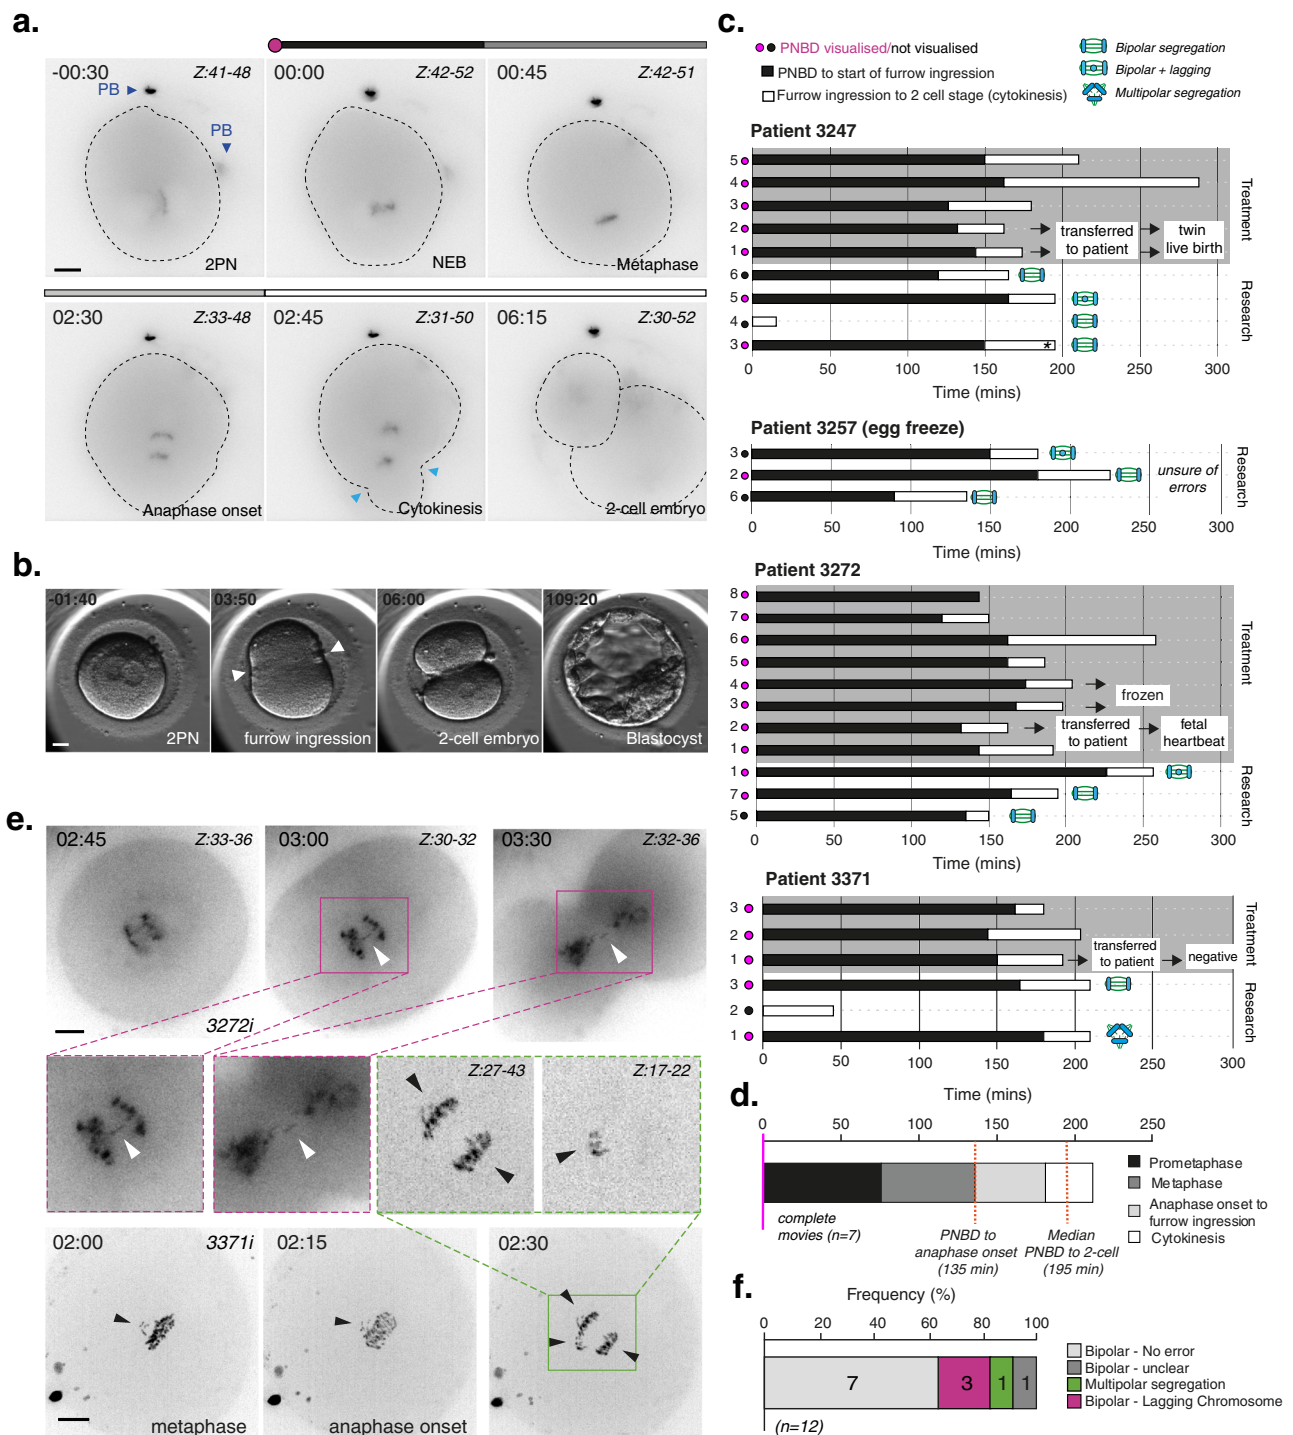 a.
-00:30
Z:41-48
PB
PB
2PN
00:00
Z:42-52
NEB
00:45
Z:42-51
Metaphase
02:30
Z:33-48
Anaphase onset
02:45
Z:31-50
Cytokinesis
06:15
Z:30-52
2-cell embryo
b.
-01:40
2PN
03:50
furrow ingression
06:00
2-cell embryo
109:20
Blastocyst
c.
PNBD visualised/not visualised
PNBD to start of furrow ingression
Furrow ingression to 2 cell stage (cytokinesis)
Bipolar segregation
Bipolar + lagging
Multipolar segregation
Patient 3247
5
4
3
2
1
6
5
4
3
transferred
to patient
twin
live birth
*
Treatment
Research
0 50 100 150 200 250 300
Time (mins)
Patient 3257 (egg freeze)
3
2
6
unsure of
errors
Research
0 50 100 150 200 250 300
Time (mins)
Patient 3272
8
7
6
5
4
3
2
1
1
7
5
frozen
transferred
to patient
fetal
heartbeat
Treatment
Research
0 50 100 150 200 250 300
Time (mins)
Patient 3371
3
2
1
3
2
1
transferred
to patient
negative
Treatment
Research
0 50 100 150 200 250 300
Time (mins)
d.
0 50 100 150 200 250
complete
movies (n=7)
PNBD to
anaphase onset
(135 min)
Median
PNBD to 2-cell
(195 min)
Prometaphase
Metaphase
Anaphase onset to
furrow ingression
Cytokinesis
e.
02:45
Z:33-36
3272i
03:00
Z:30-32
03:30
Z:32-36
Z:27-43
Z:17-22
02:00
3371i
metaphase
02:15
anaphase onset
02:30
f.
Frequency (%)
0 20 40 60 80 100
7 3 1 1
(n=12)
Bipolar - No error
Bipolar - unclear
Multipolar segregation
Bipolar - Lagging Chromosome